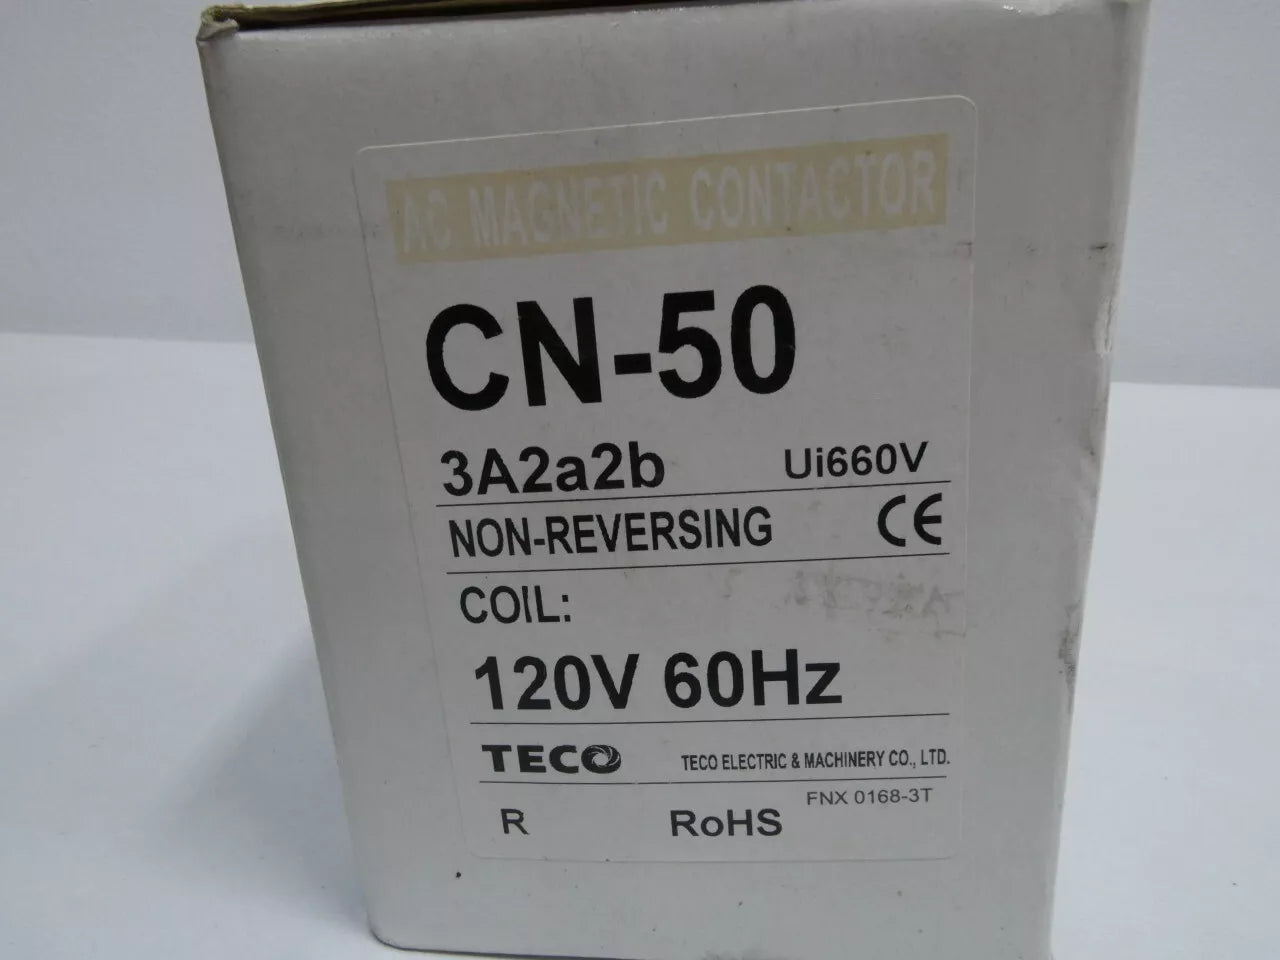 AC MAGNETIC CONTACTOR
CN-50
3A2a2b Ui660V
NON-REVERSING CE
COIL:
120V 60Hz
TECO TECO ELECTRIC & MACHINERY CO., LTD.
FNX 0168-3T
R RoHS